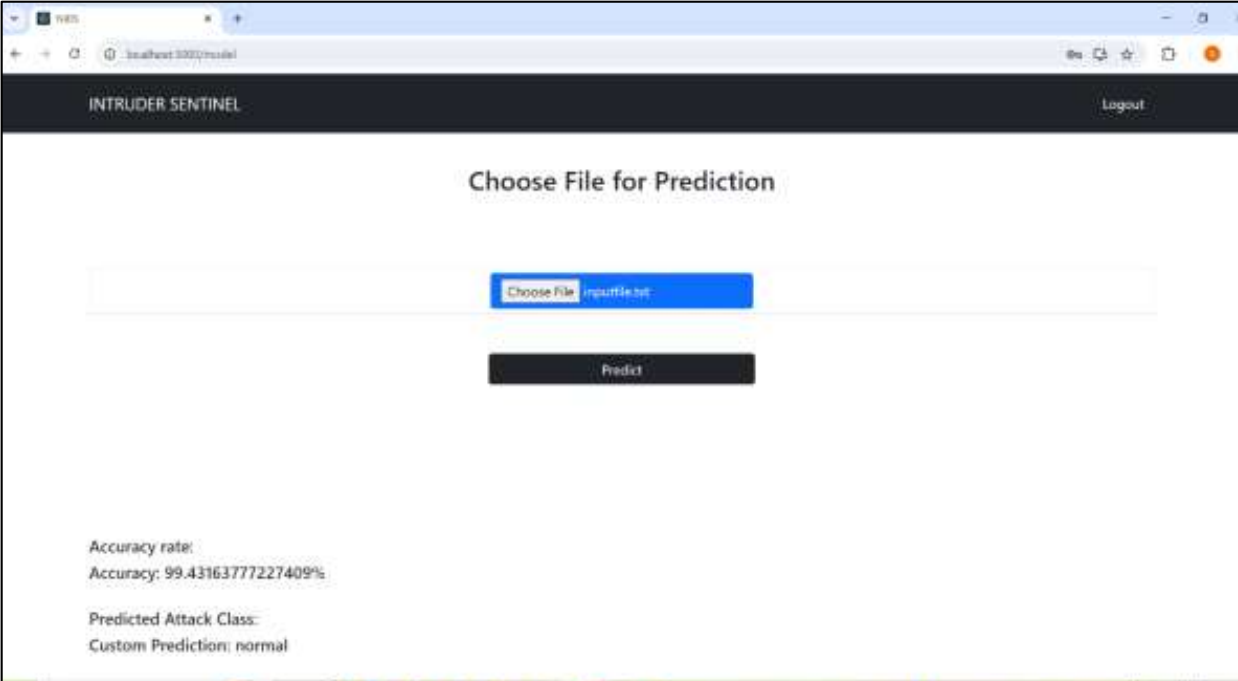 NIDS
localhost:3000/model
INTRUDER SENTINEL
Logout
Choose File for Prediction
Choose File inputfile.txt
Predict
Accuracy rate:
Accuracy: 99.43163777227409%
Predicted Attack Class:
Custom Prediction: normal